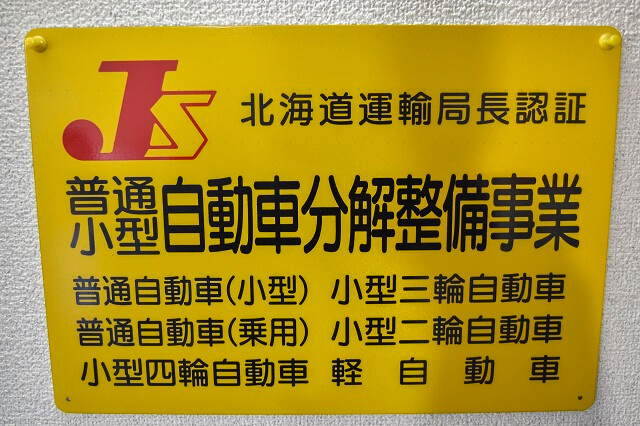 JS 北海道運輸局長認証
普通
小型 自動車分解整備事業
普通自動車(小型) 小型三輪自動車
普通自動車(乗用) 小型二輪自動車
小型四輪自動車 軽自動車